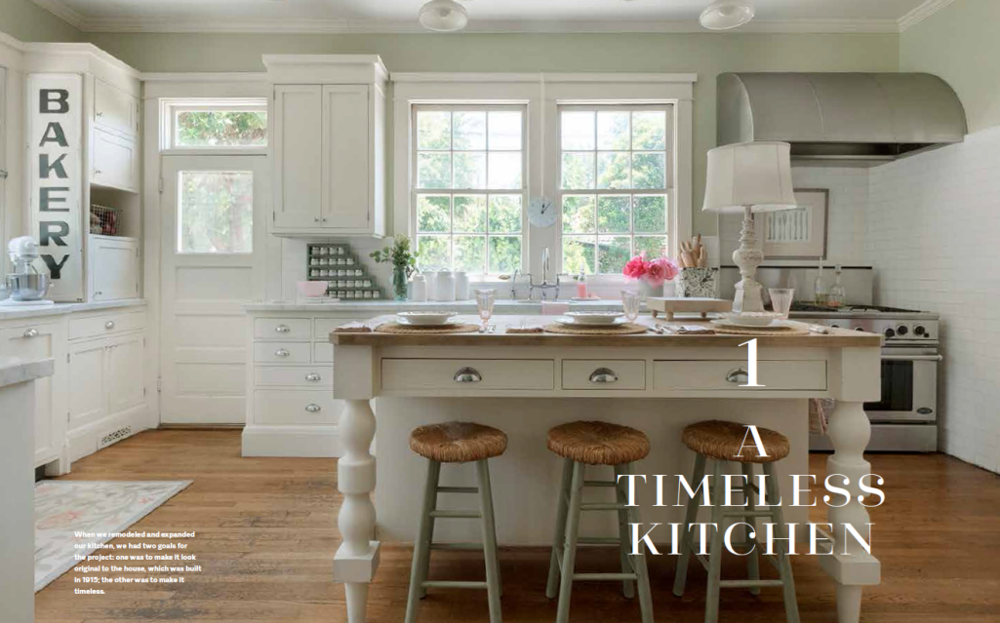 BAKERY
1
A
TIMELESS
KITCHEN
When we remodeled and expanded
our kitchen, we had two goals for
the project: one was to make it look
original to the house, which was built
in 1915; the other was to make it
timeless.